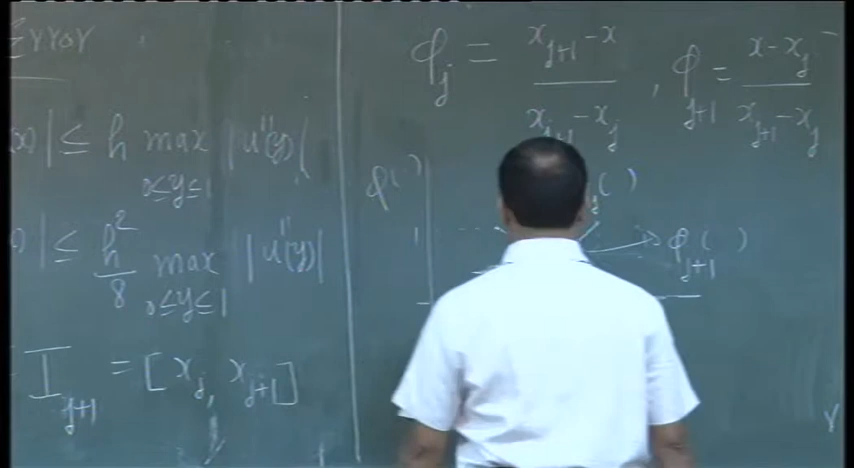 Error
| ≤ h max |u''(y)|
0≤y≤1
| ≤ h²/8 max |u''(y)|
0≤y≤1
I_{j+1} = [x_j, x_{j+1}]
φ_j = (x_{j+1} - x)/(x_{j+1} - x_j), φ_{j+1} = (x - x_j)/(x_{j+1} - x_j)
φ( )
( )
φ_{j+1}( )